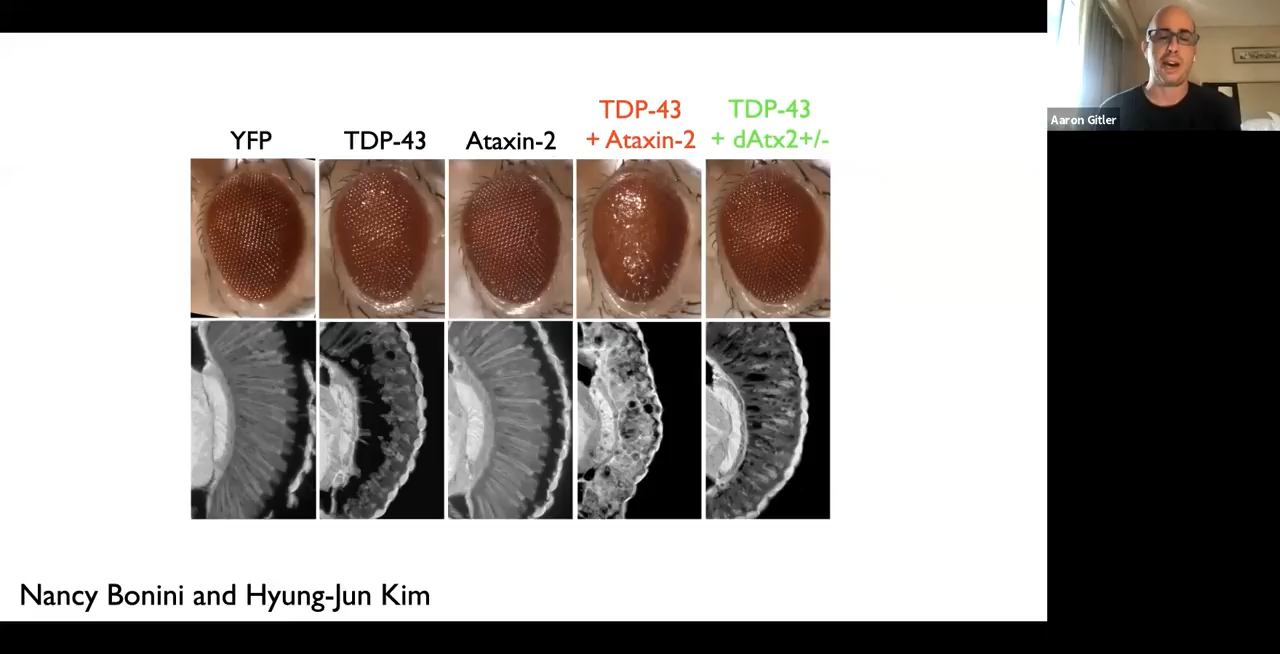 YFP
TDP-43
Ataxin-2
TDP-43
+ Ataxin-2
TDP-43
+ dAtx2+/-
Nancy Bonini and Hyung-Jun Kim
Aaron Gitler